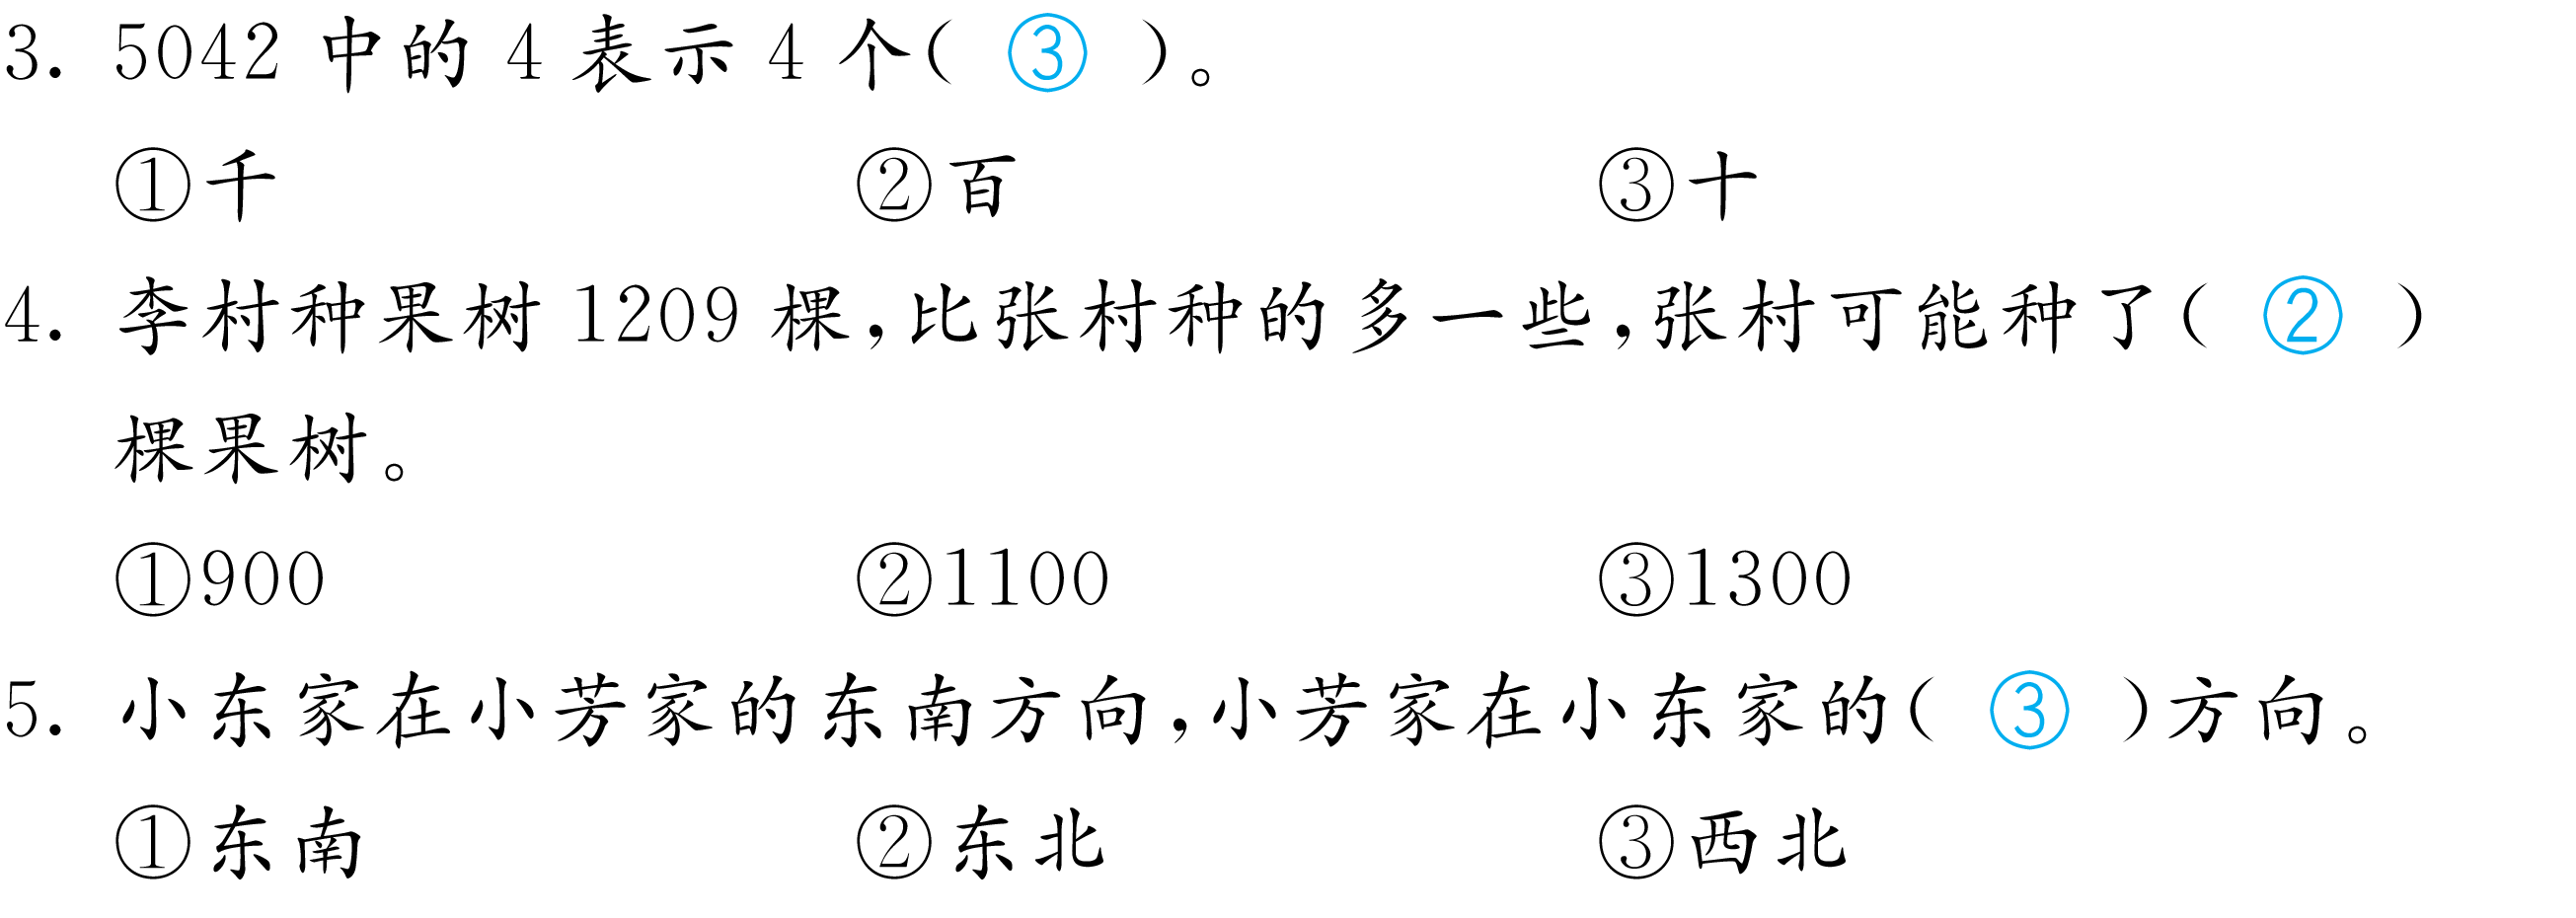 3. 5042 中的 4 表示 4 个( ③ )。
①千 ②百 ③十
4. 李村种果树 1209 棵,比张村种的多一些,张村可能种了( ② )
棵果树。
①900 ②1100 ③1300
5. 小东家在小芳家的东南方向,小芳家在小东家的( ③ )方向。
①东南 ②东北 ③西北